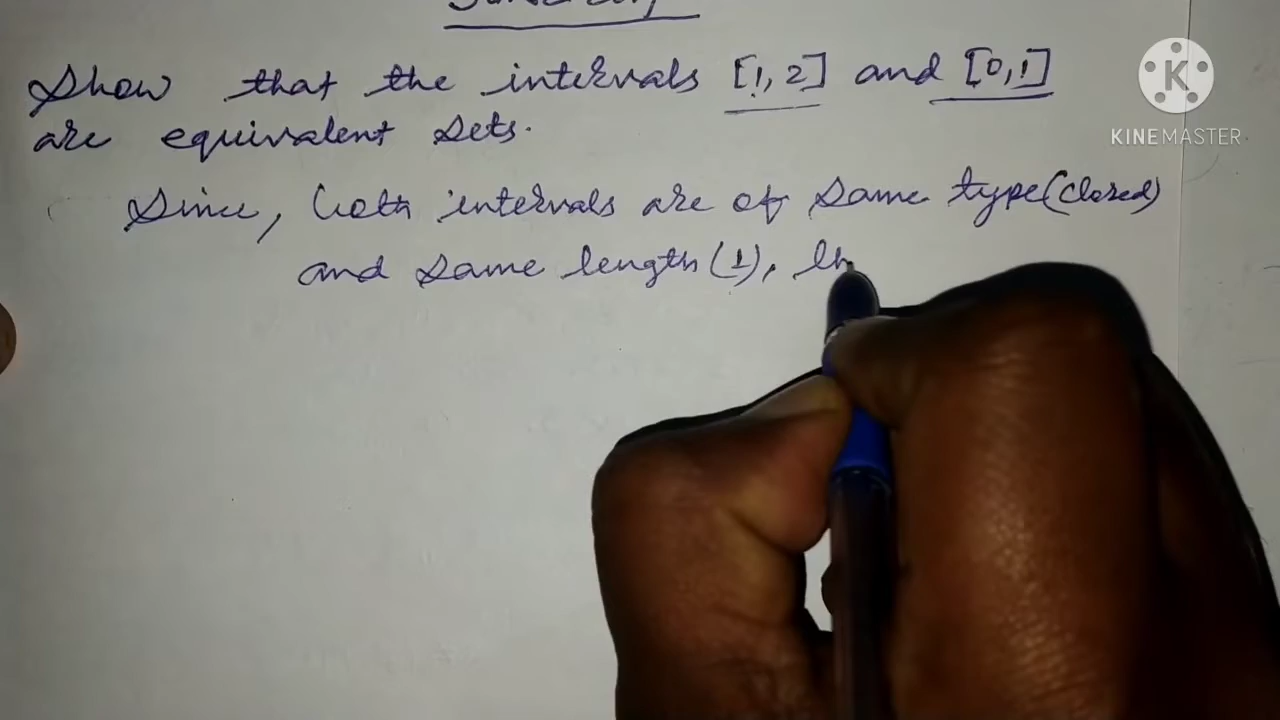 Show that the intervals [1, 2] and [0, 1]
are equivalent sets.
Since, both intervals are of same type (closed)
and same length (1),
KINEMASTER